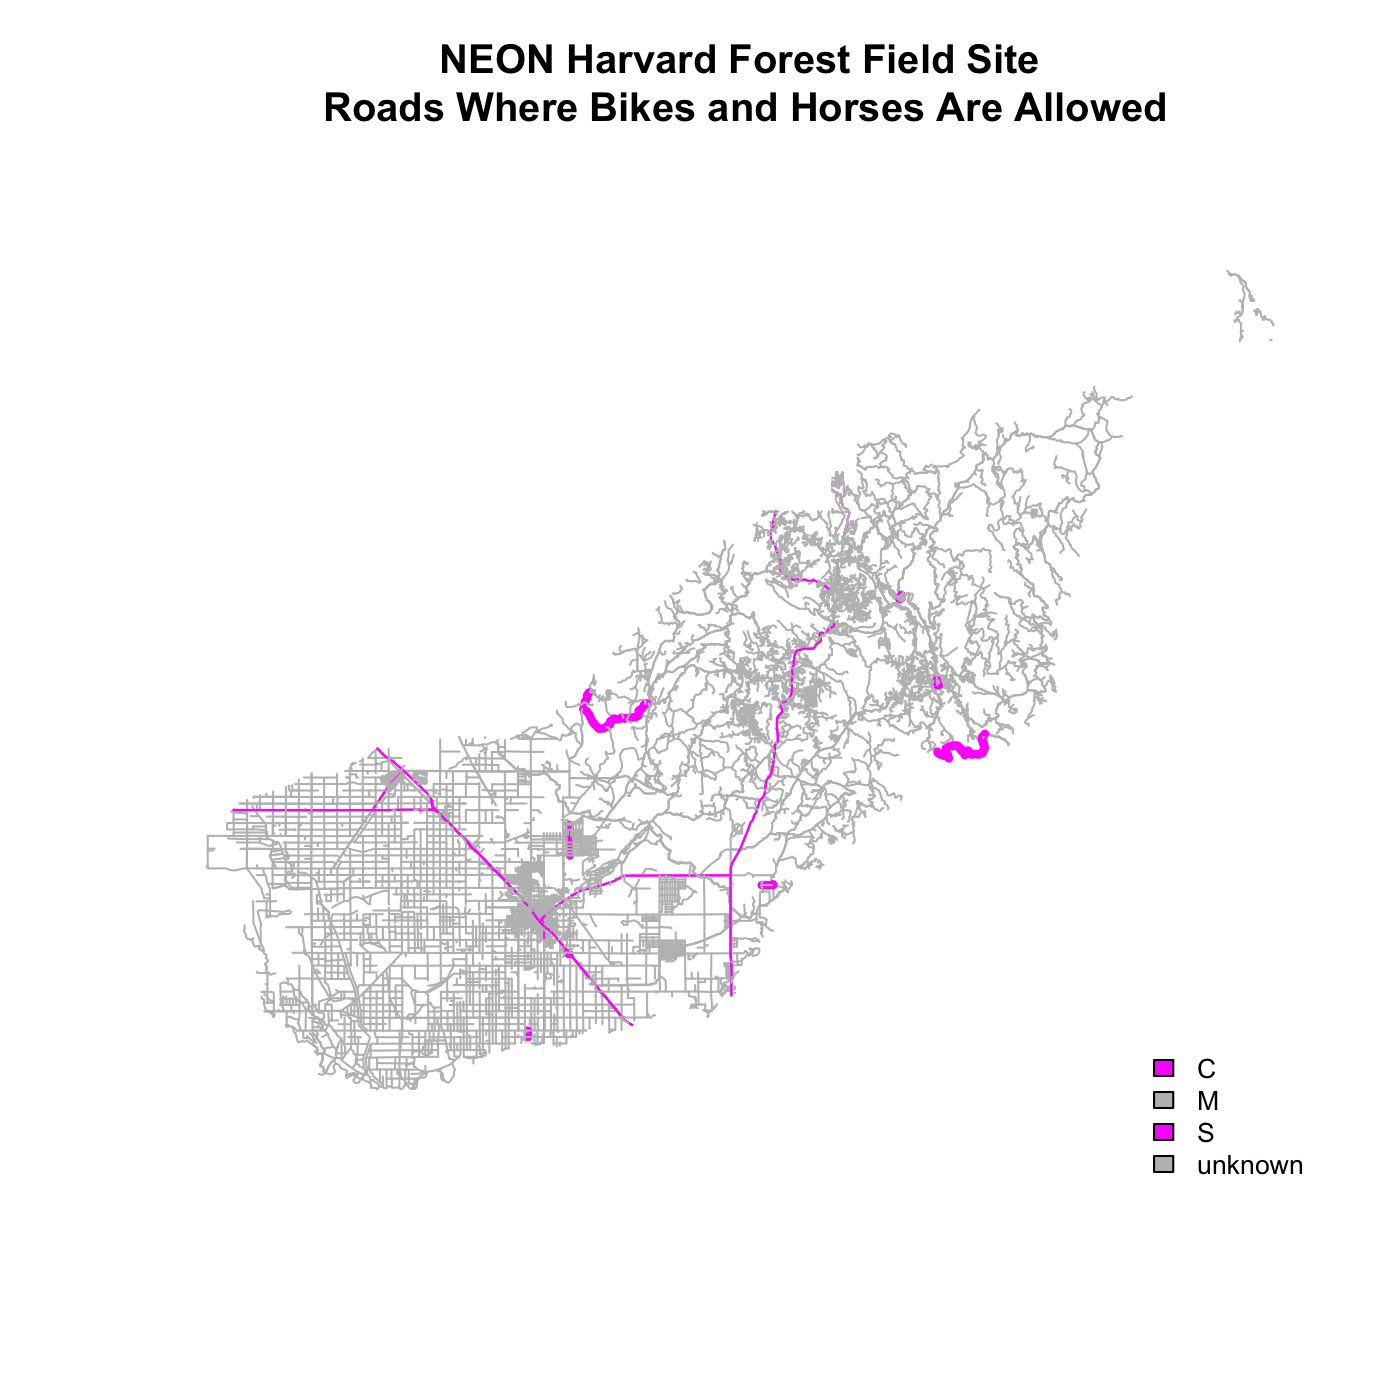 NEON Harvard Forest Field Site
Roads Where Bikes and Horses Are Allowed
C
M
S
unknown